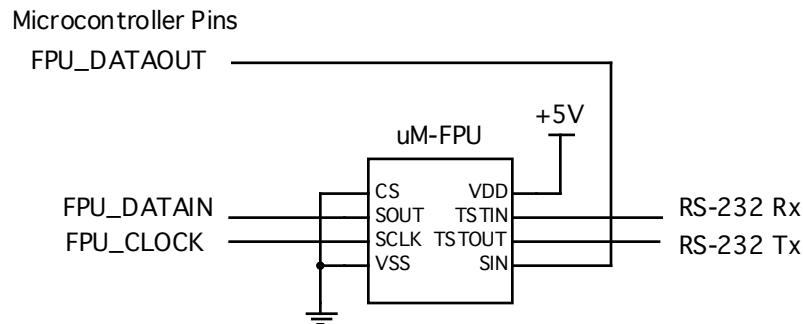 Microcontroller Pins
FPU_DATAOUT
+5V
uM-FPU
CS VDD
FPU_DATAIN SOUT TSTIN RS-232 Rx
FPU_CLOCK SCLK TSTOUT RS-232 Tx
VSS SIN